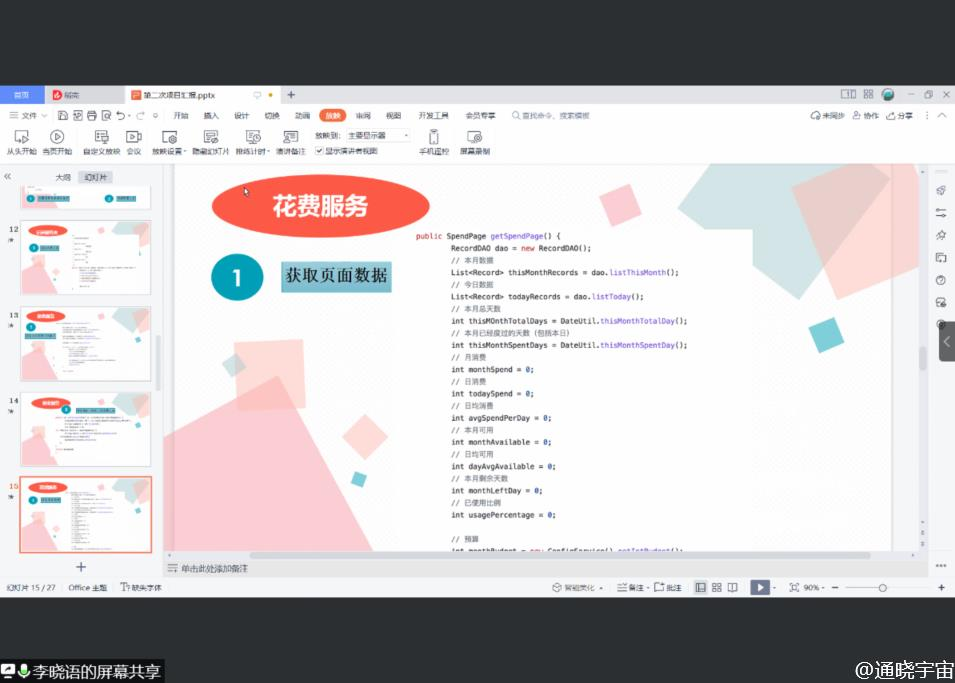 首页
稻壳
第二次项目汇报.pptx
文件
开始
插入
设计
切换
动画
放映
审阅
视图
开发工具
会员专享
查找命令、搜索模板
未同步
协作
分享
从头开始
当页开始
自定义放映
会议
放映设置
隐藏幻灯片
排练计时
演讲备注
放映到:
主要显示器
显示演讲者视图
手机遥控
屏幕录制
大纲
幻灯片
12
13
14
15
花费服务
1
获取页面数据
public SpendPage getSpendPage() {
RecordDAO dao = new RecordDAO();
// 本月数据
List<Record> thisMonthRecords = dao.listThisMonth();
// 今日数据
List<Record> todayRecords = dao.listToday();
// 本月总天数
int thisMOnthTotalDays = DateUtil.thisMonthTotalDay();
// 本月已经度过的天数（包括本日）
int thisMonthSpentDays = DateUtil.thisMonthSpentDay();
// 月消费
int monthSpend = 0;
// 日消费
int todaySpend = 0;
// 日均消费
int avgSpendPerDay = 0;
// 本月可用
int monthAvailable = 0;
// 日均可用
int dayAvgAvailable = 0;
// 本月剩余天数
int monthLeftDay = 0;
// 已使用比例
int usagePercentage = 0;
// 预算
int monthBudget = new ConfigService().getIntBudget();
单击此处添加备注
幻灯片 15 / 27
Office 主题
缺失字体
智能美化
备注
批注
90%
李晓语的屏幕共享
@通晓宇宙